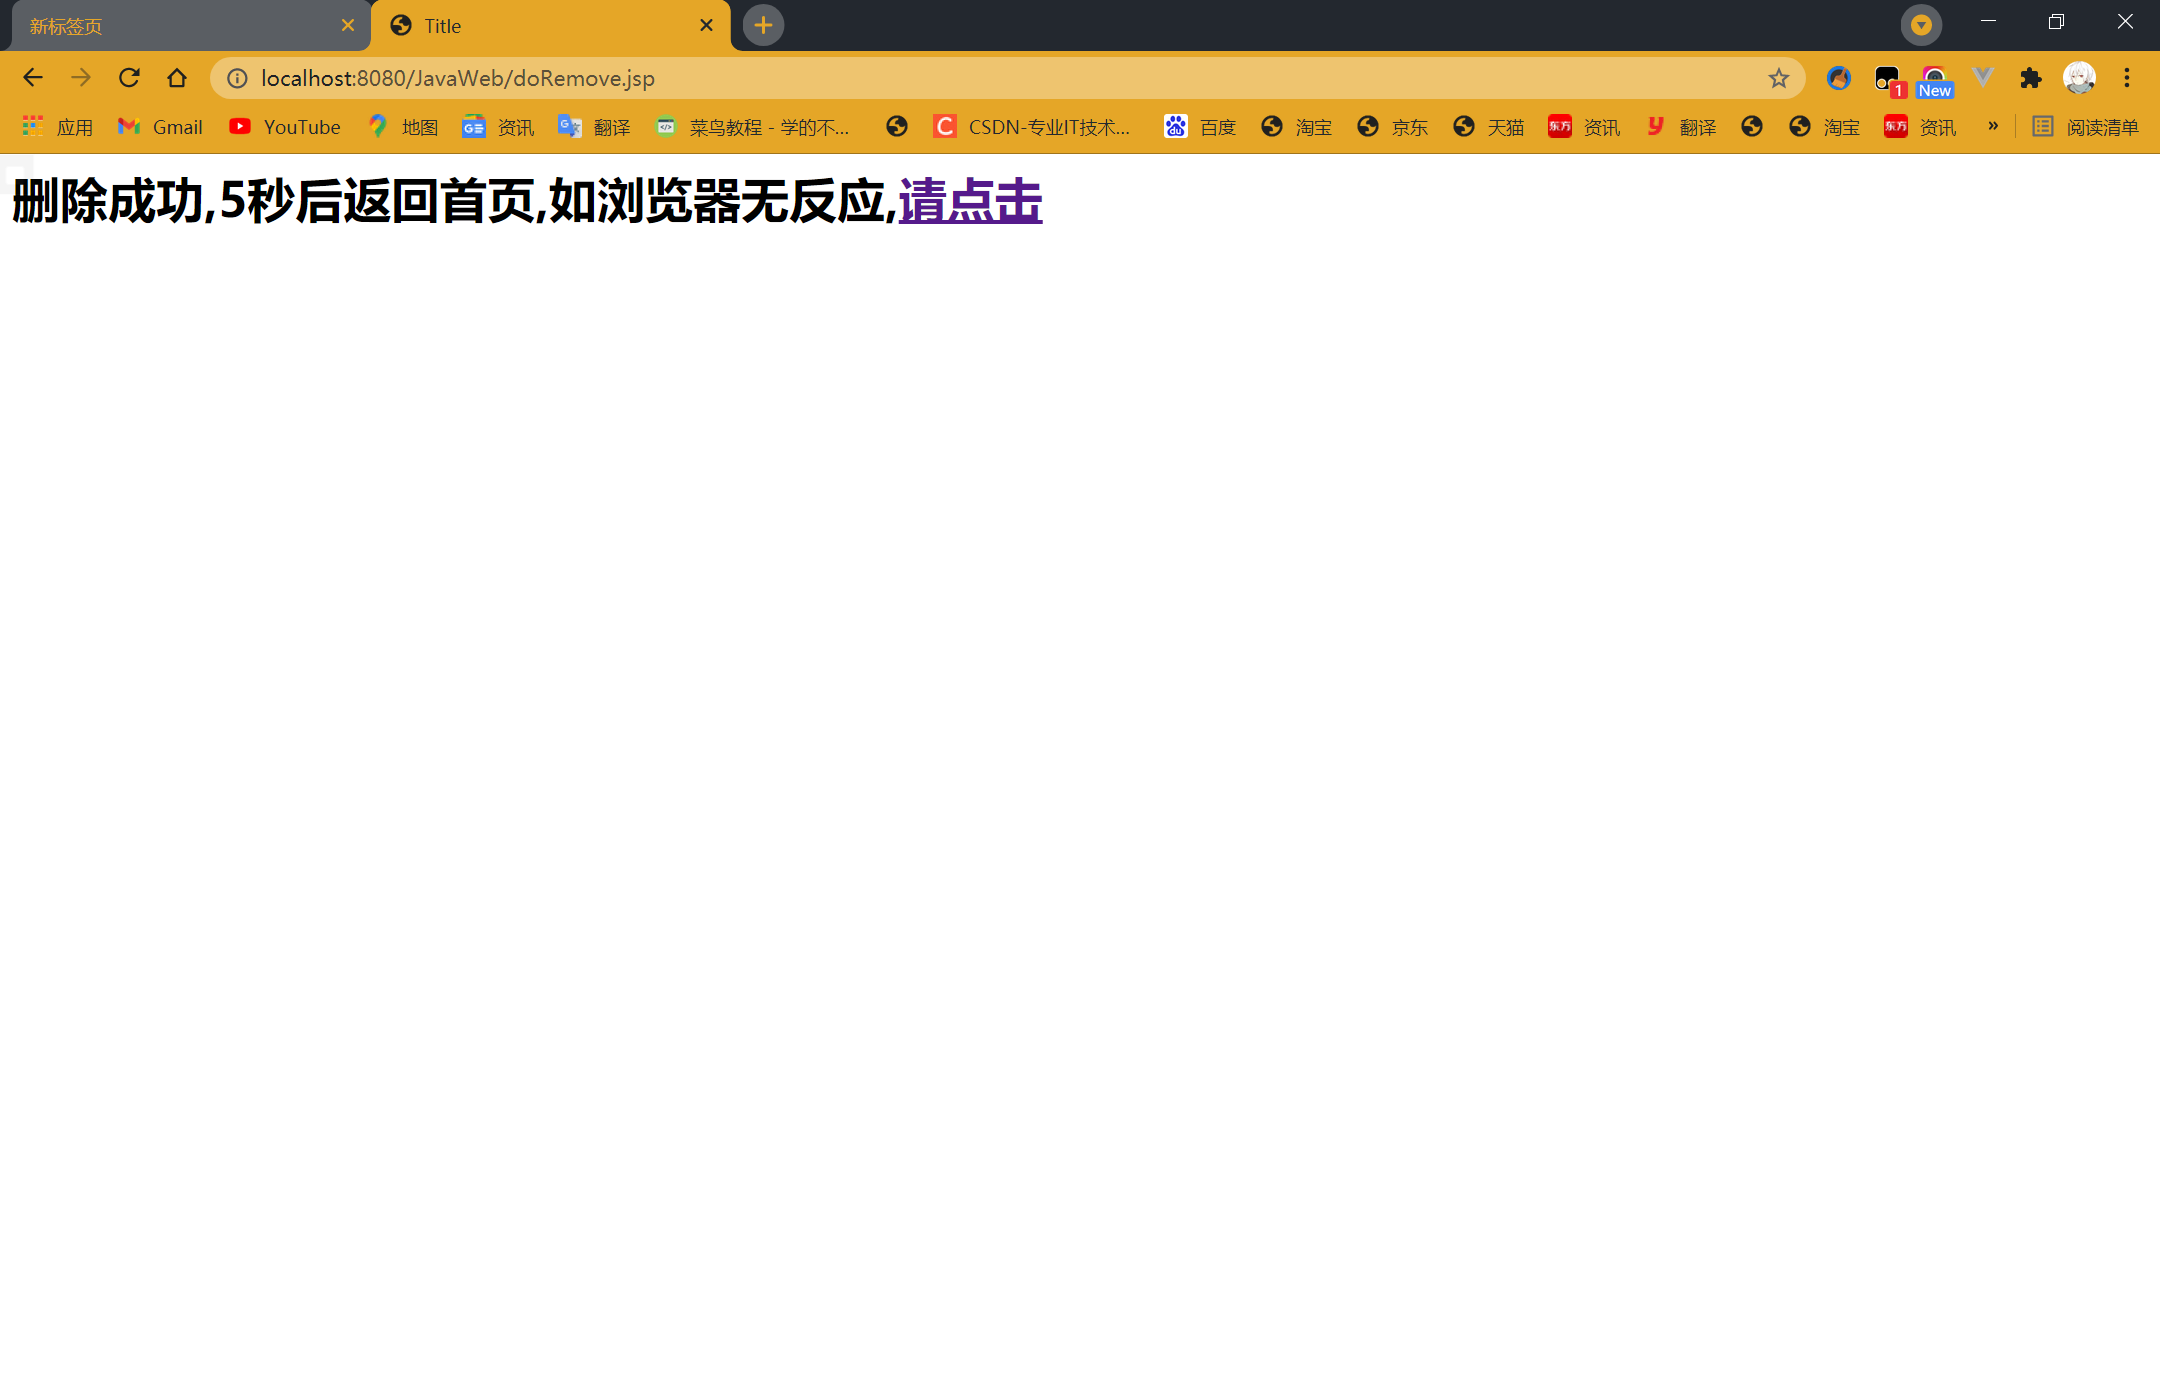 新标签页 Title
localhost:8080/JavaWeb/doRemove.jsp 1 New
应用 Gmail YouTube 地图 资讯 翻译 菜鸟教程 - 学的不... CSDN-专业IT技术... 百度 淘宝 京东 天猫 东方 资讯 翻译 淘宝 东方 资讯 » 阅读清单
删除成功,5秒后返回首页,如浏览器无反应,请点击